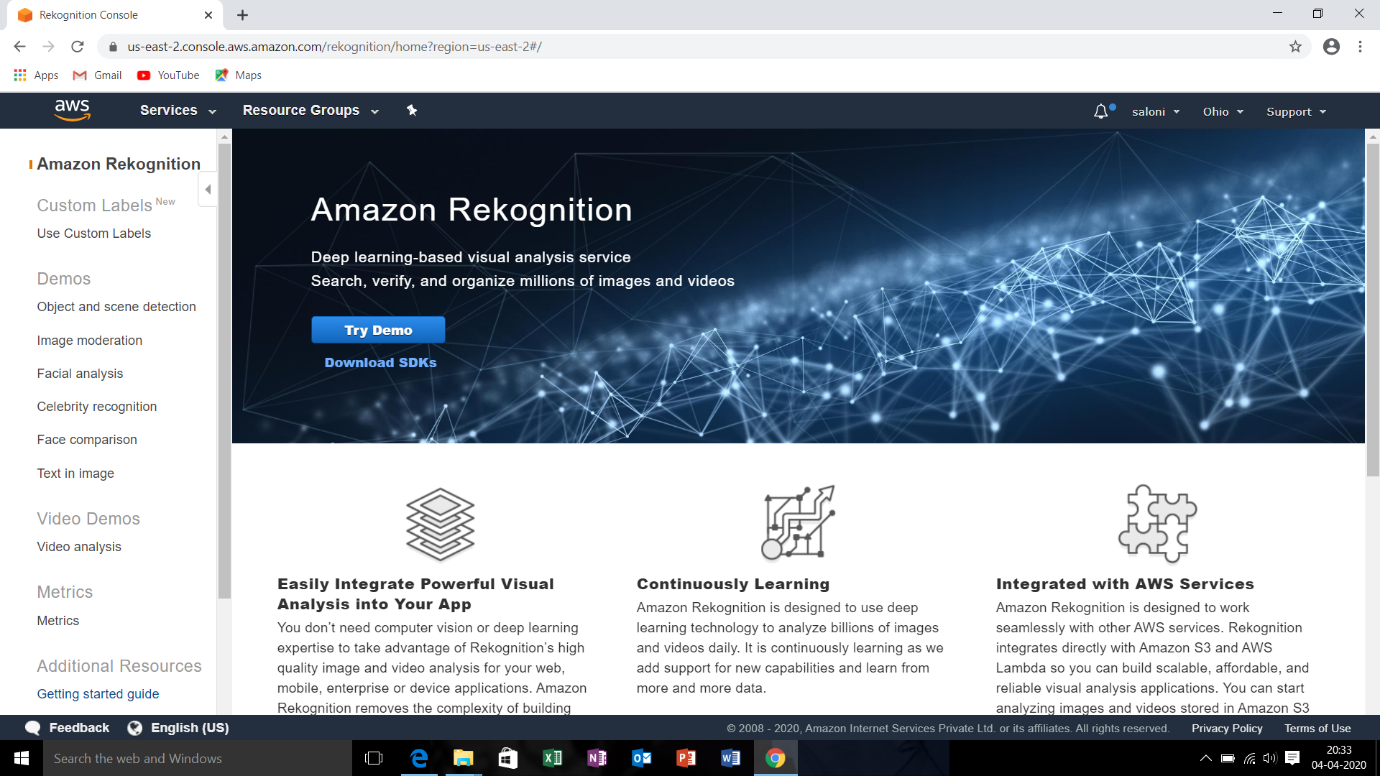 Rekognition Console
us-east-2.console.aws.amazon.com/rekognition/home?region=us-east-2#/
Apps Gmail YouTube Maps
aws Services Resource Groups saloni Ohio Support
Amazon Rekognition
Custom Labels New
Use Custom Labels
Demos
Object and scene detection
Image moderation
Facial analysis
Celebrity recognition
Face comparison
Text in image
Video Demos
Video analysis
Metrics
Metrics
Additional Resources
Getting started guide
Amazon Rekognition
Deep learning-based visual analysis service
Search, verify, and organize millions of images and videos
Try Demo
Download SDKs
Easily Integrate Powerful Visual
Analysis into Your App
You don't need computer vision or deep learning
expertise to take advantage of Rekognition's high
quality image and video analysis for your web,
mobile, enterprise or device applications. Amazon
Rekognition removes the complexity of building
Continuously Learning
Amazon Rekognition is designed to use deep
learning technology to analyze billions of images
and videos daily. It is continuously learning as we
add support for new capabilities and learn from
more and more data.
Integrated with AWS Services
Amazon Rekognition is designed to work
seamlessly with other AWS services. Rekognition
integrates directly with Amazon S3 and AWS
Lambda so you can build scalable, affordable, and
reliable visual analysis applications. You can start
analyzing images and videos stored in Amazon S3
Feedback English (US) © 2008 - 2020, Amazon Internet Services Private Ltd. or its affiliates. All rights reserved. Privacy Policy Terms of Use
Search the web and Windows
20:33
04-04-2020